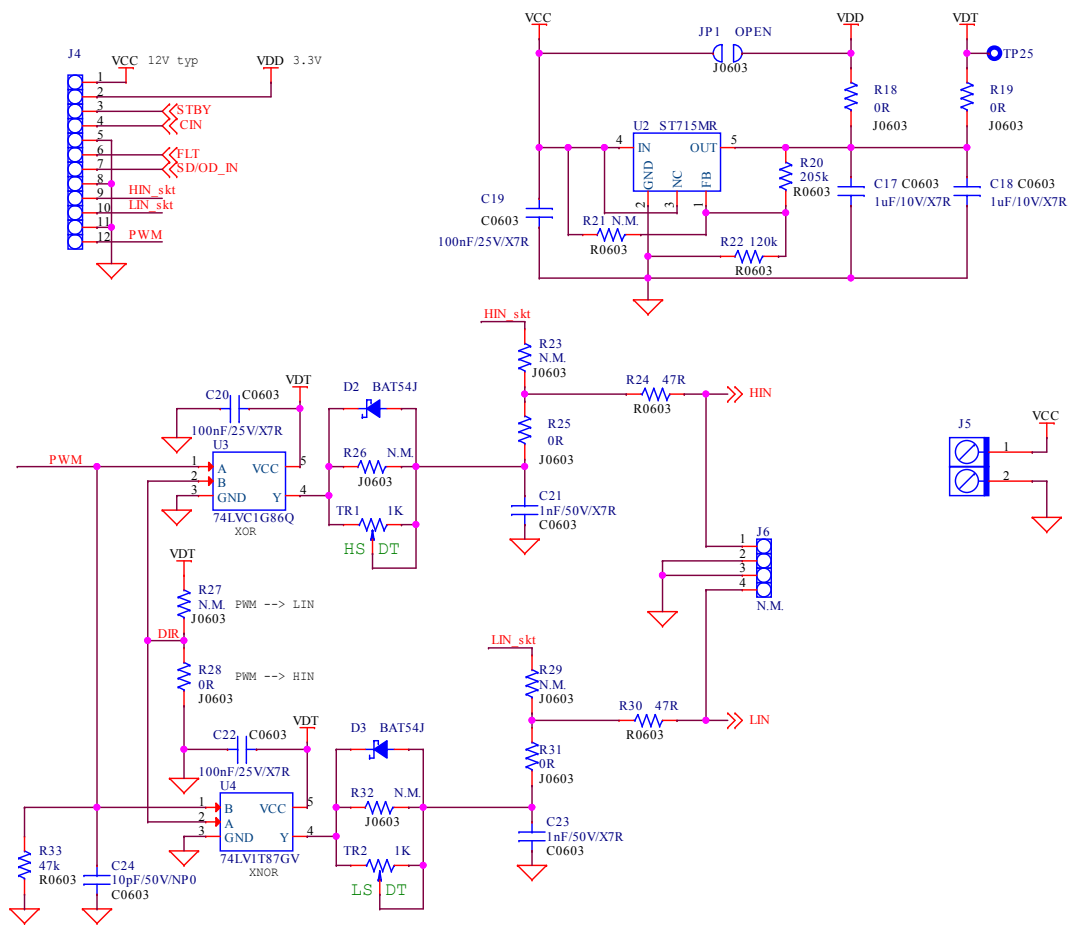 J4
VCC 12V typ
VDD 3.3V
1
2
3 STBY
4 CIN
5
6 FLT
7 SD/OD_IN
8
9 HIN_skt
10 LIN_skt
11
12 PWM
VCC
JP1 OPEN
J0603
VDD
VDT
TP25
R18
0R
J0603
R19
0R
J0603
U2 ST715MR
4 IN
OUT 5
GND
NC
FB
2
3
1
R20
205k
R0603
C17 C0603
1uF/10V/X7R
C18 C0603
1uF/10V/X7R
C19
C0603
100nF/25V/X7R
R21 N.M.
R0603
R22 120k
R0603
HIN_skt
R23
N.M.
J0603
R24 47R
R0603
HIN
R25
0R
J0603
C21
1nF/50V/X7R
C0603
VDT
C20 C0603
100nF/25V/X7R
D2 BAT54J
R26 N.M.
J0603
TR1 1K
HS DT
PWM
U3
1 A
2 B
3 GND
VCC 5
Y 4
74LVC1G86Q
XOR
J5
VCC
1
2
J6
1
2
3
4
N.M.
VDT
R27
N.M.
J0603
PWM --> LIN
DIR
R28
0R
J0603
PWM --> HIN
LIN_skt
R29
N.M.
J0603
R30 47R
R0603
LIN
R31
0R
J0603
C23
1nF/50V/X7R
C0603
VDT
C22 C0603
100nF/25V/X7R
D3 BAT54J
R32 N.M.
J0603
TR2 1K
LS DT
U4
1 B
2 A
3 GND
VCC 5
Y 4
74LV1T87GV
XNOR
R33
47k
R0603
C24
10pF/50V/NP0
C0603